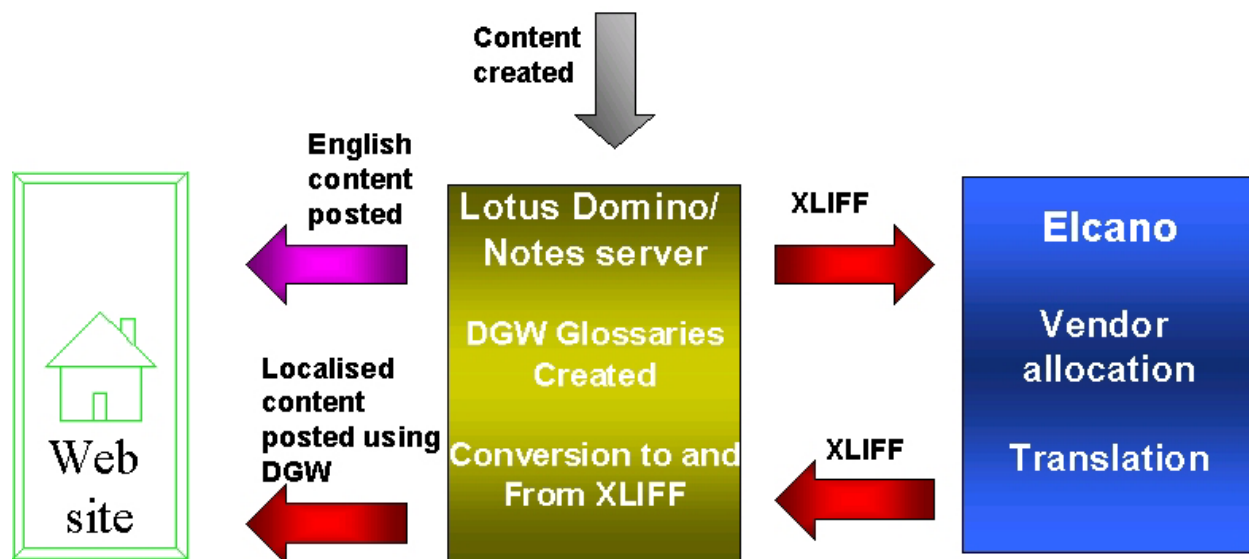 Content
created
English
content
posted
Localised
content
posted using
DGW
Web
site
Lotus Domino/
Notes server
DGW Glossaries
Created
Conversion to and
From XLIFF
XLIFF
XLIFF
Elcano
Vendor
allocation
Translation